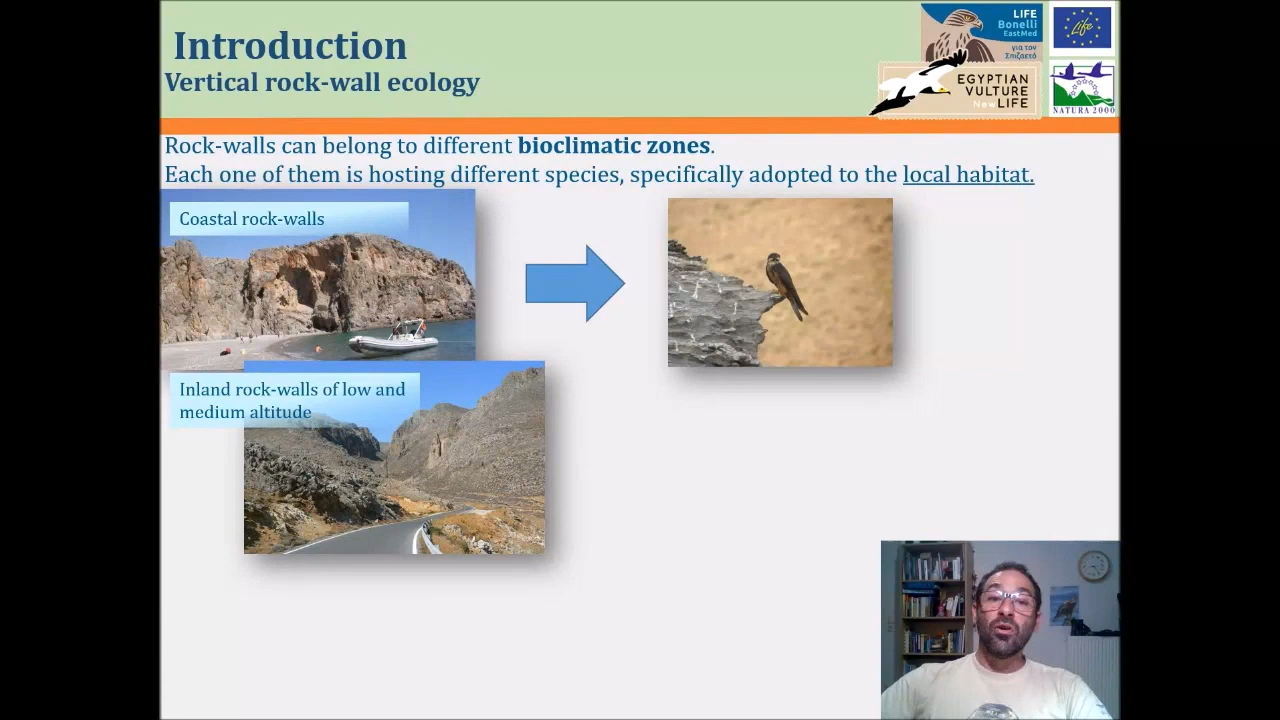 Introduction
Vertical rock-wall ecology
LIFE
Bonelli
EastMed
για τον
Σπιζαετό
Life
EGYPTIAN
VULTURE
NewLIFE
NATURA 2000
Rock-walls can belong to different bioclimatic zones.
Each one of them is hosting different species, specifically adopted to the local habitat.
Coastal rock-walls
Inland rock-walls of low and
medium altitude